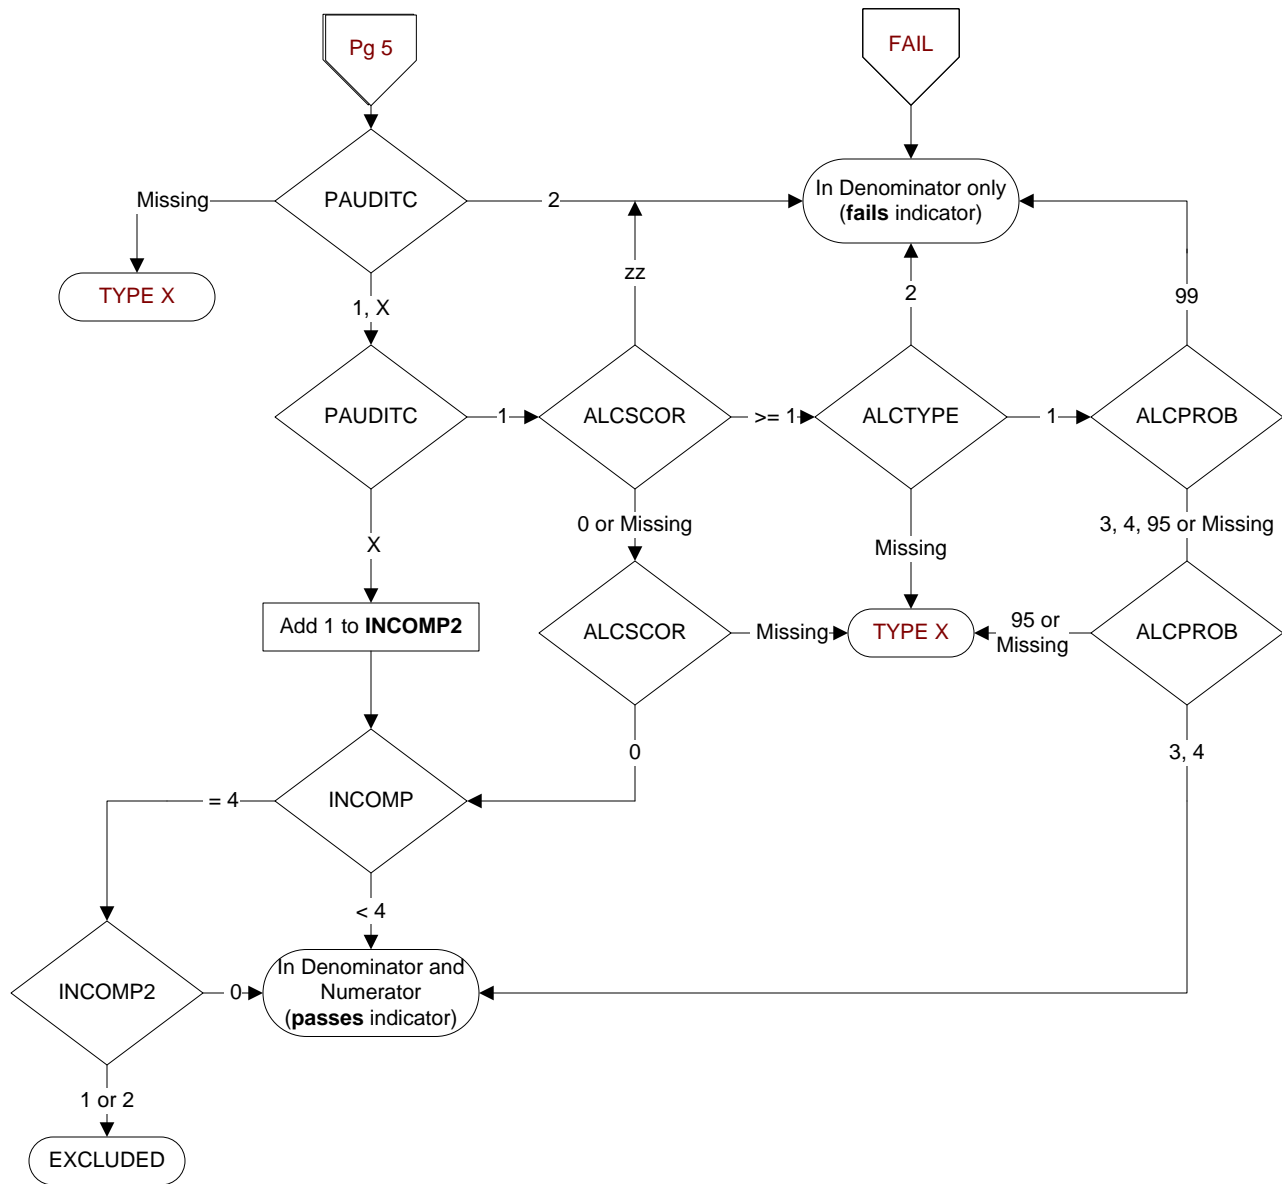 Pg 5
FAIL
Missing
PAUDITC
2
In Denominator only
(fails indicator)
TYPE X
1, X
zz
2
99
PAUDITC
1
ALCSCOR
>= 1
ALCTYPE
1
ALCPROB
X
0 or Missing
Missing
3, 4, 95 or Missing
Add 1 to INCOMP2
ALCSCOR
Missing
TYPE X
95 or
Missing
ALCPROB
0
3, 4
= 4
INCOMP
< 4
INCOMP2
0
In Denominator and
Numerator
(passes indicator)
1 or 2
EXCLUDED